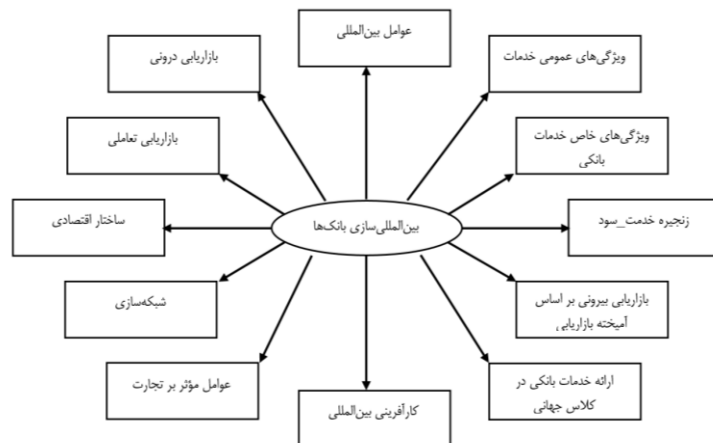 عوامل بین‌المللی
ویژگی‌های عمومی خدمات
بازاریابی درونی
ویژگی‌های خاص خدمات
بانکی
بازاریابی تعاملی
زنجیره خدمت_سود
بین‌المللی‌سازی بانک‌ها
ساختار اقتصادی
بازاریابی بیرونی بر اساس
آمیخته بازاریابی
شبکه‌سازی
ارائه خدمات بانکی در
کلاس جهانی
عوامل مؤثر بر تجارت
کارآفرینی بین‌المللی